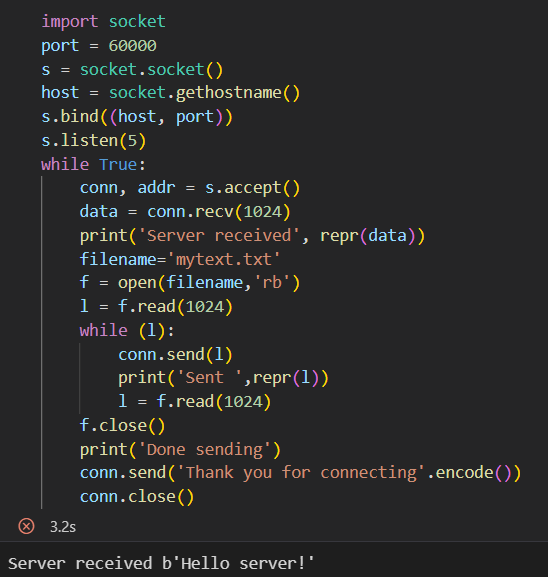 import socket
port = 60000
s = socket.socket()
host = socket.gethostname()
s.bind((host, port))
s.listen(5)
while True:
    conn, addr = s.accept()
    data = conn.recv(1024)
    print('Server received', repr(data))
    filename='mytext.txt'
    f = open(filename,'rb')
    l = f.read(1024)
    while (l):
        conn.send(l)
        print('Sent ',repr(l))
        l = f.read(1024)
    f.close()
    print('Done sending')
    conn.send('Thank you for connecting'.encode())
    conn.close()
3.2s
Server received b'Hello server!'